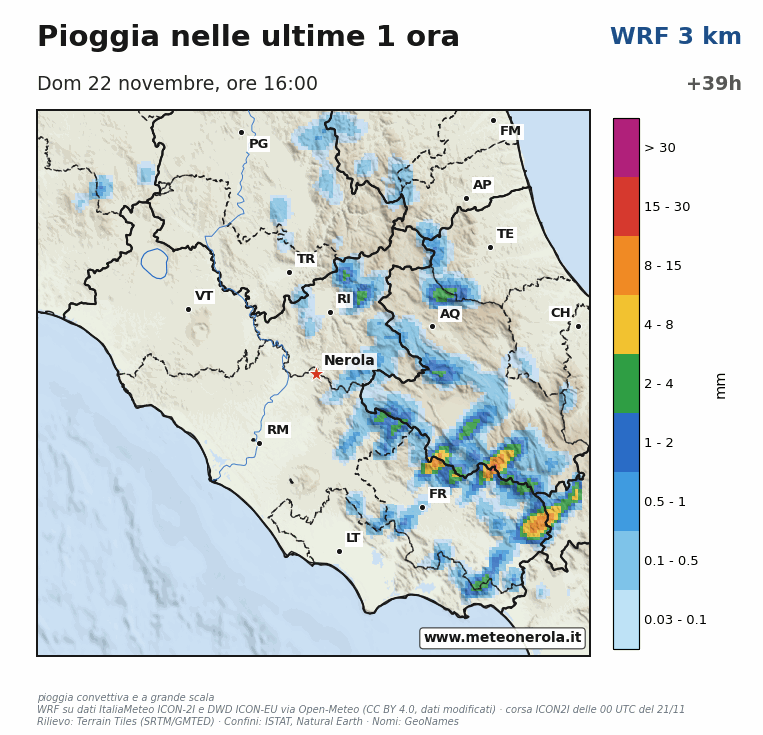 Pioggia nelle ultime 1 ora
WRF 3 km
Dom 22 novembre, ore 16:00
+39h
PG
FM
AP
TE
TR
VT
RI
AQ
CH
Nerola
RM
FR
LT
www.meteonerola.it
> 30
15 - 30
8 - 15
4 - 8
2 - 4
1 - 2
0.5 - 1
0.1 - 0.5
0.03 - 0.1
mm
pioggia convettiva e a grande scala
WRF su dati ItaliaMeteo ICON-2I e DWD ICON-EU via Open-Meteo (CC BY 4.0, dati modificati) · corsa ICON2I delle 00 UTC del 21/11
Rilievo: Terrain Tiles (SRTM/GMTED) · Confini: ISTAT, Natural Earth · Nomi: GeoNames